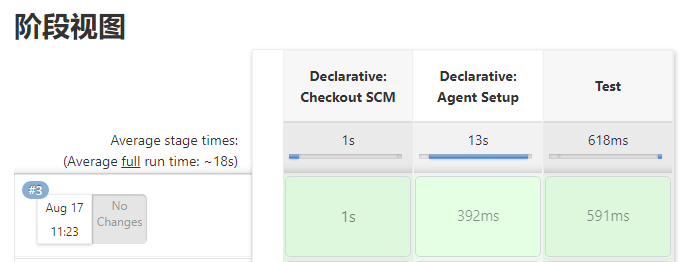 阶段视图
Declarative:
Checkout SCM
Declarative:
Agent Setup
Test
Average stage times:
(Average full run time: ~18s)
1s
13s
618ms
#3
Aug 17
11:23
No
Changes
1s
392ms
591ms